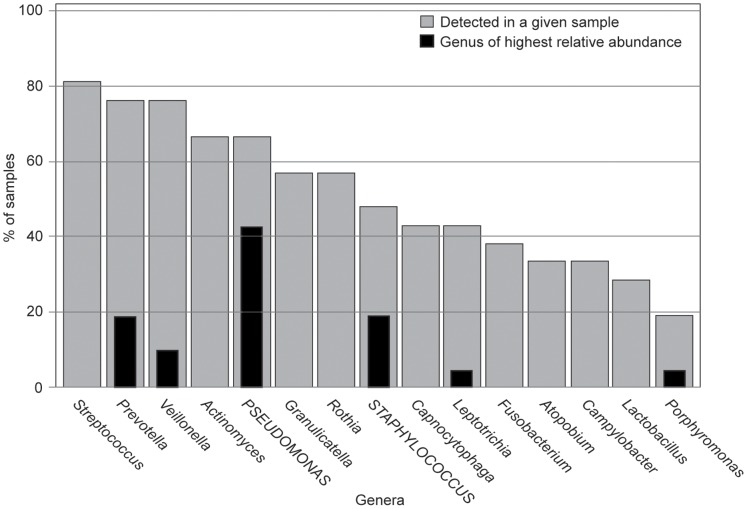 100
80
60
40
20
0
% of samples
Detected in a given sample
Genus of highest relative abundance
Streptococcus
Prevotella
Veillonella
Actinomyces
PSEUDOMONAS
Granulicatella
Rothia
STAPHYLOCOCCUS
Capnocytophaga
Leptotrichia
Fusobacterium
Atopobium
Campylobacter
Lactobacillus
Porphyromonas
Genera